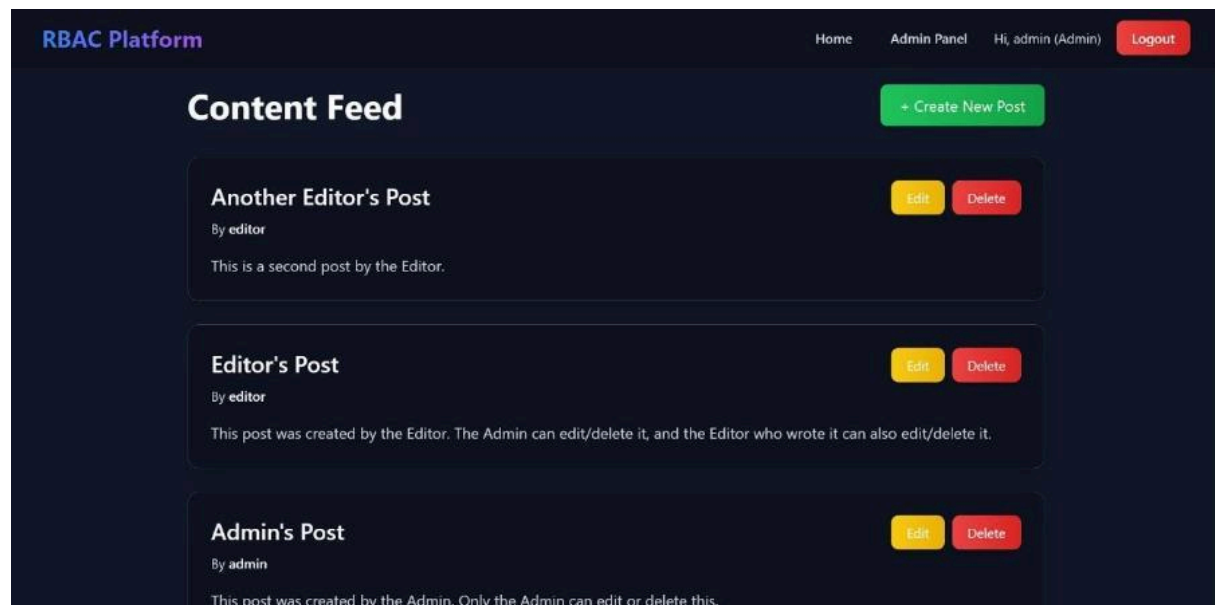 RBAC Platform
Home
Admin Panel
Hi, admin (Admin)
Logout
Content Feed
+ Create New Post
Another Editor's Post
Edit
Delete
By editor
This is a second post by the Editor.
Editor's Post
Edit
Delete
By editor
This post was created by the Editor. The Admin can edit/delete it, and the Editor who wrote it can also edit/delete it.
Admin's Post
Edit
Delete
By admin
This post was created by the Admin. Only the Admin can edit or delete this.